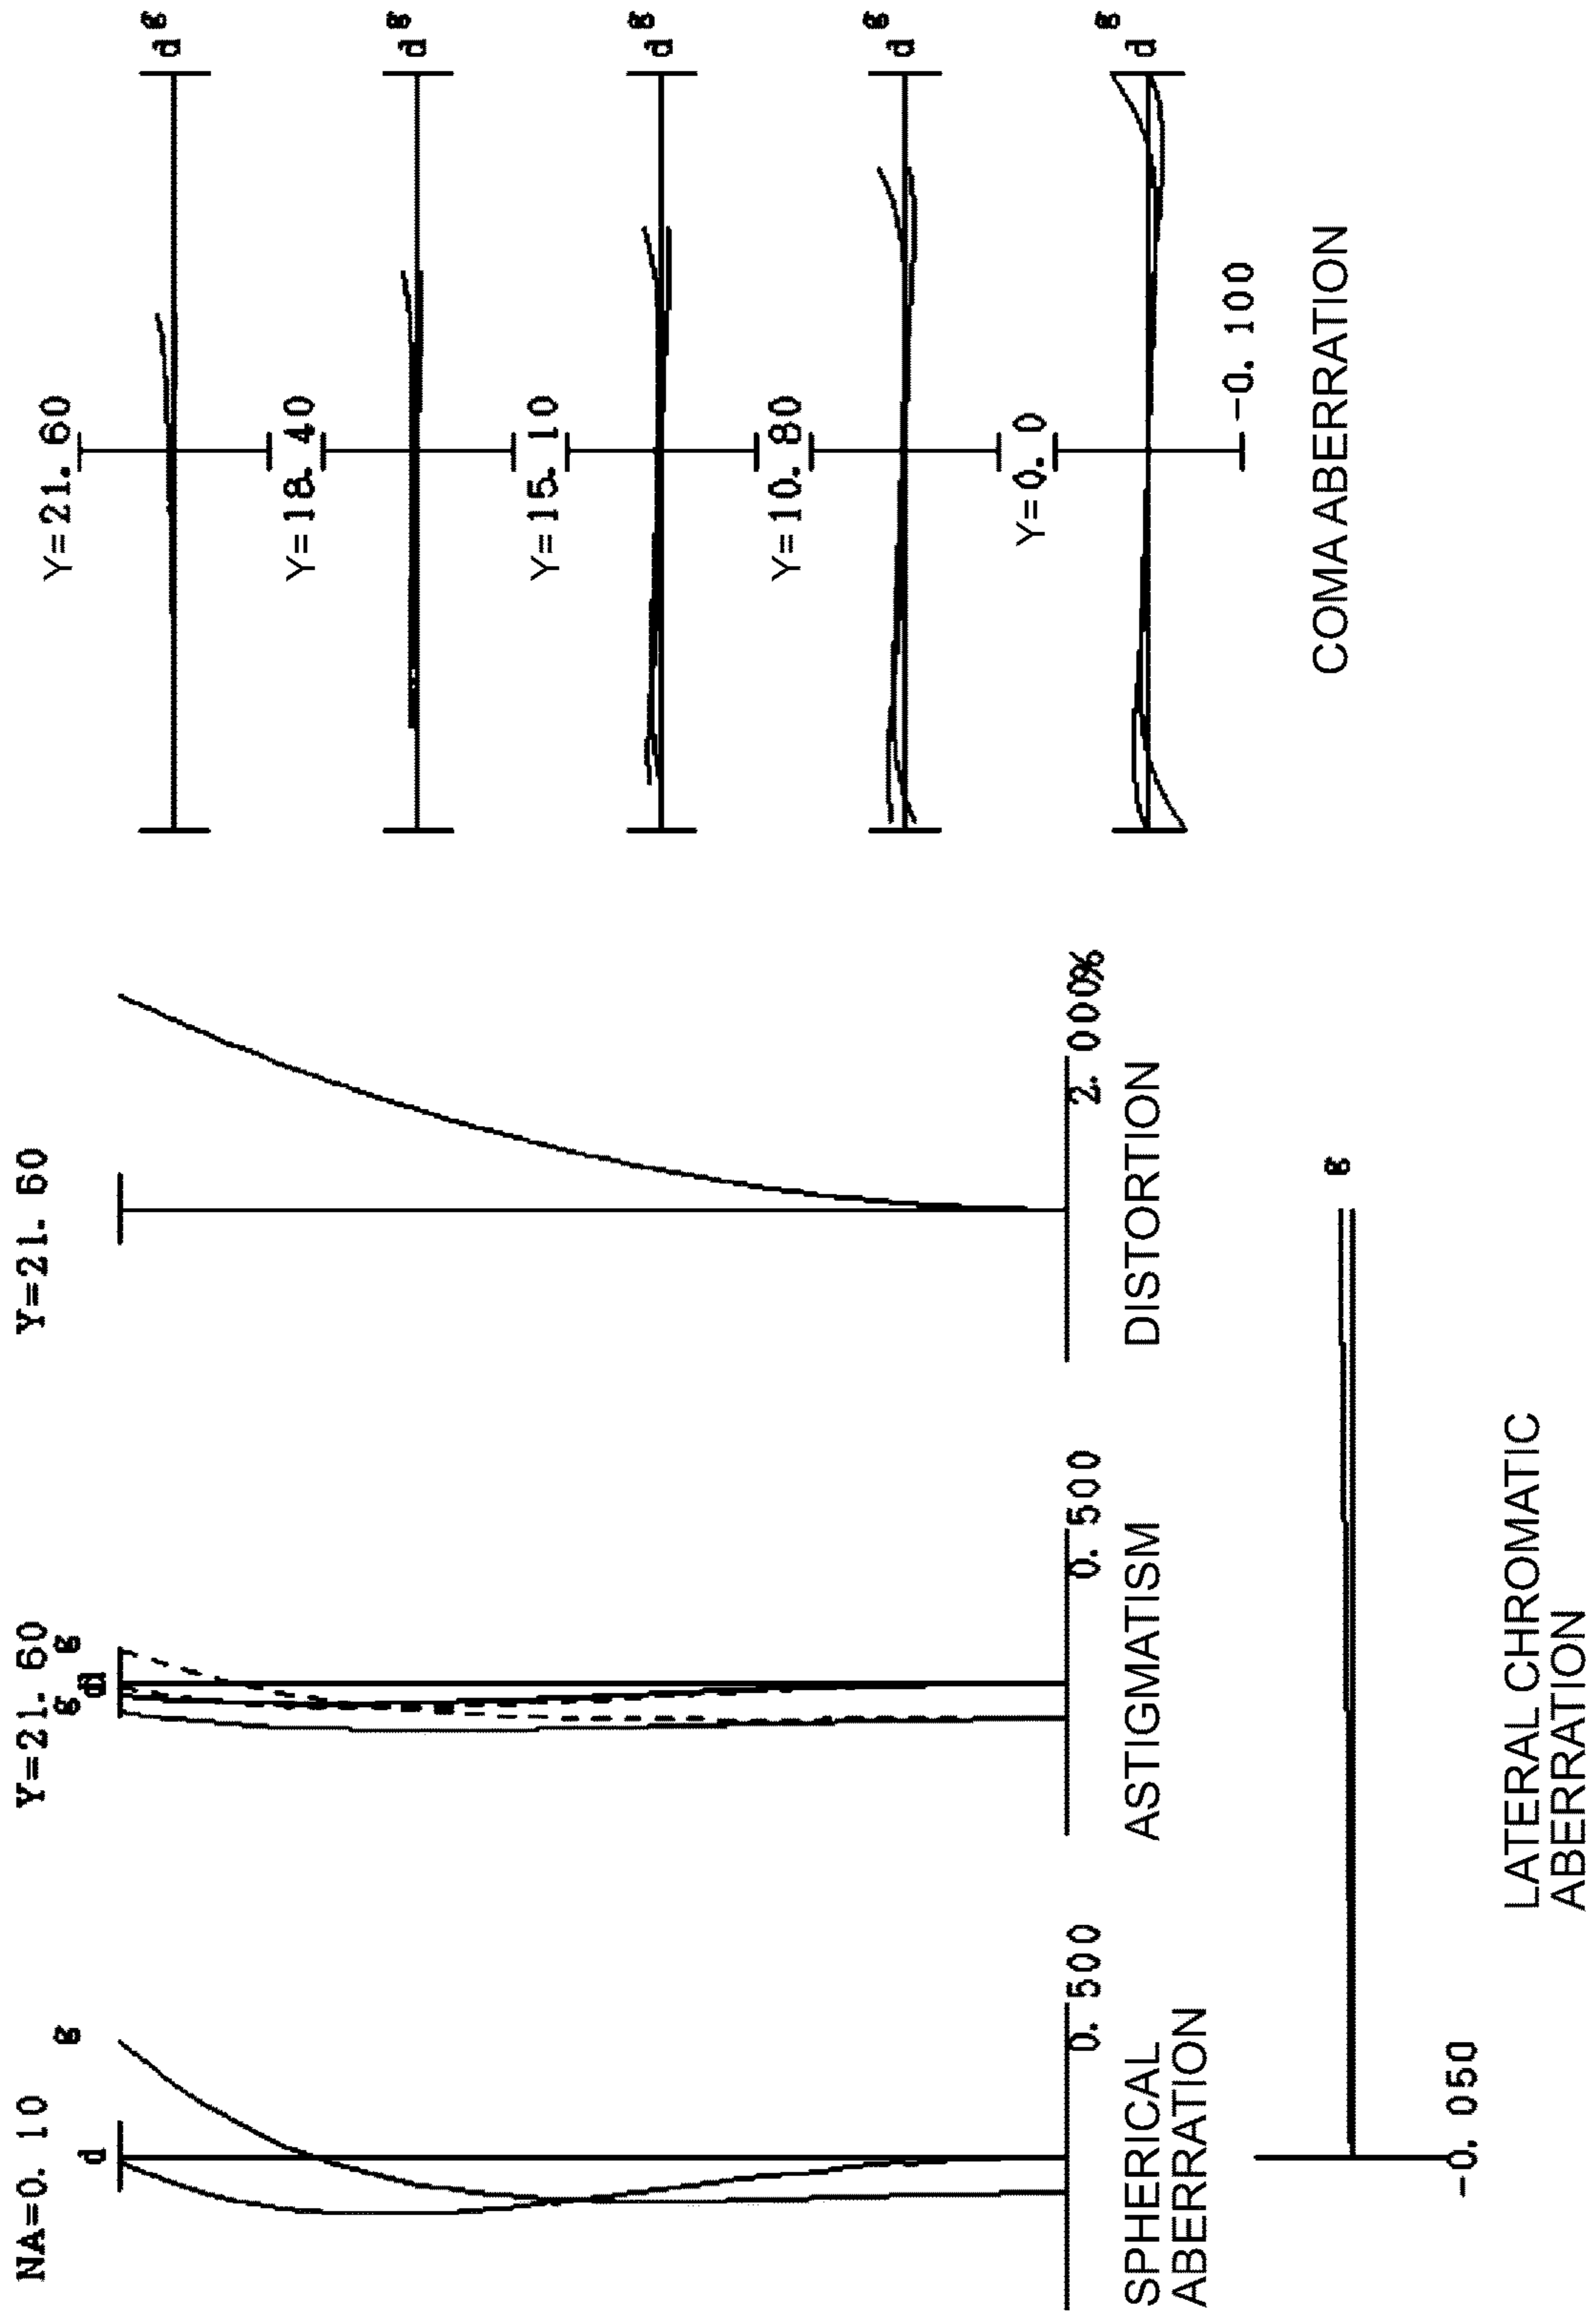 NA=0. 10
d
g
0. 500
SPHERICAL
ABERRATION
Y=21. 60
g
d
d
g
0. 500
ASTIGMATISM
Y=21. 60
2. 000%
DISTORTION
g
-0. 050
LATERAL CHROMATIC
ABERRATION
Y=21. 60
d
g
Y=18. 40
d
g
Y=15. 10
d
g
Y=10. 80
d
g
Y=0. 0
d
g
-0. 100
COMA ABERRATION